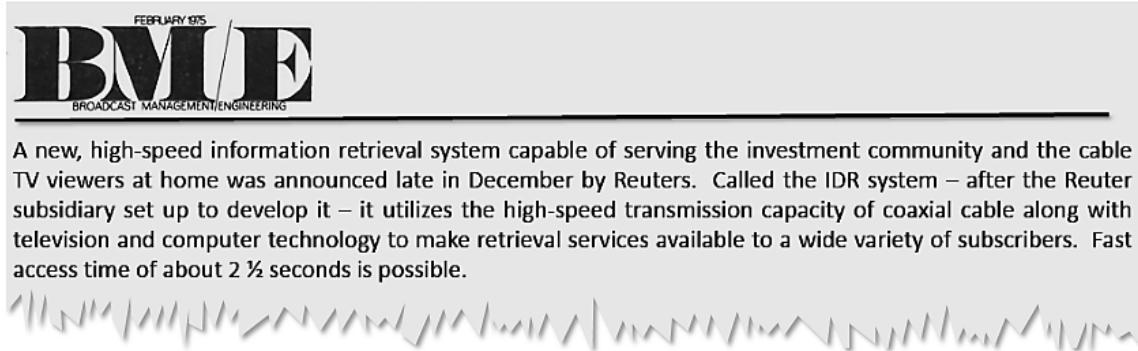 FEBRUARY 1975
BM/E
BROADCAST MANAGEMENT/ENGINEERING
A new, high-speed information retrieval system capable of serving the investment community and the cable
TV viewers at home was announced late in December by Reuters. Called the IDR system – after the Reuter
subsidiary set up to develop it – it utilizes the high-speed transmission capacity of coaxial cable along with
television and computer technology to make retrieval services available to a wide variety of subscribers. Fast
access time of about 2 ½ seconds is possible.